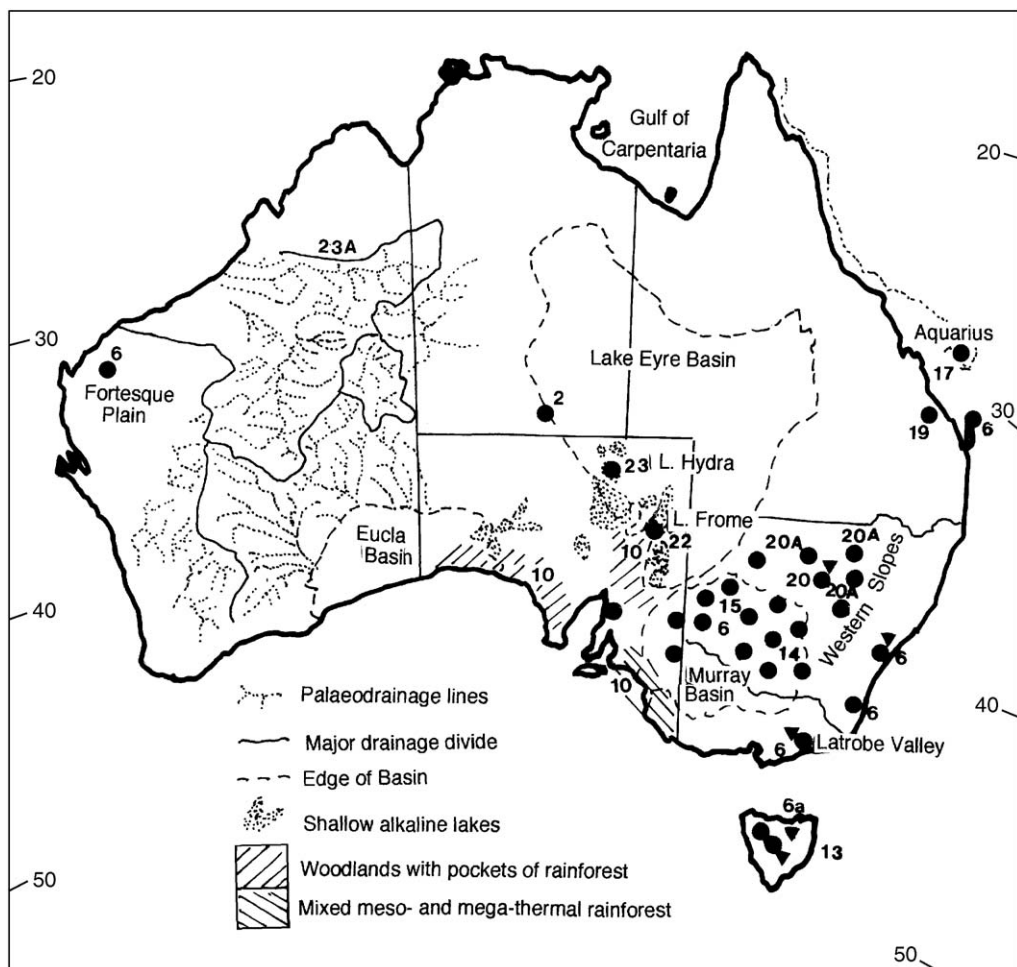 20
Gulf of
Carpentaria
20
23A
Aquarius
30
6
Lake Eyre Basin
17
Fortesque
Plain
2
30
19
6
23
L. Hydra
L. Frome
Eucla
Basin
10
22
20A
20A
10
20
20A
Western Slopes
40
15
6
14
6
Murray
Basin
10
6
40
Palaeodrainage lines
Major drainage divide
6
Latrobe Valley
Edge of Basin
Shallow alkaline lakes
6a
13
Woodlands with pockets of rainforest
50
Mixed meso- and mega-thermal rainforest
50